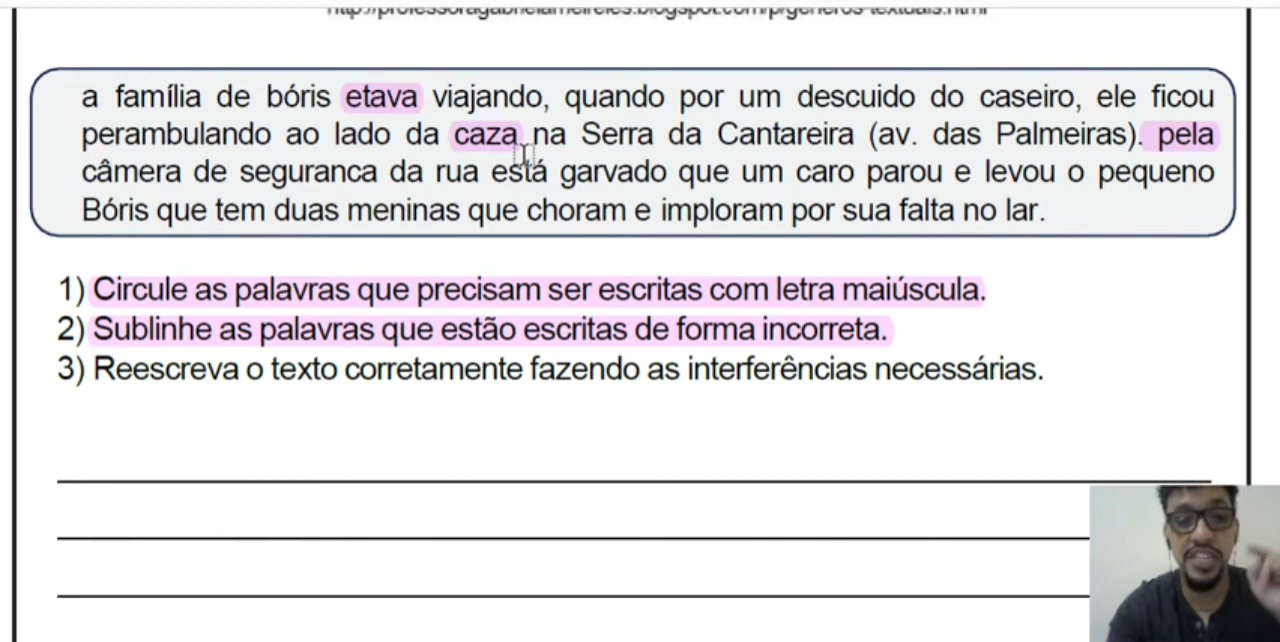 a família de bóris etava viajando, quando por um descuido do caseiro, ele ficou
perambulando ao lado da caza na Serra da Cantareira (av. das Palmeiras). pela
câmera de seguranca da rua está garvado que um caro parou e levou o pequeno
Bóris que tem duas meninas que choram e imploram por sua falta no lar.
1) Circule as palavras que precisam ser escritas com letra maiúscula.
2) Sublinhe as palavras que estão escritas de forma incorreta.
3) Reescreva o texto corretamente fazendo as interferências necessárias.